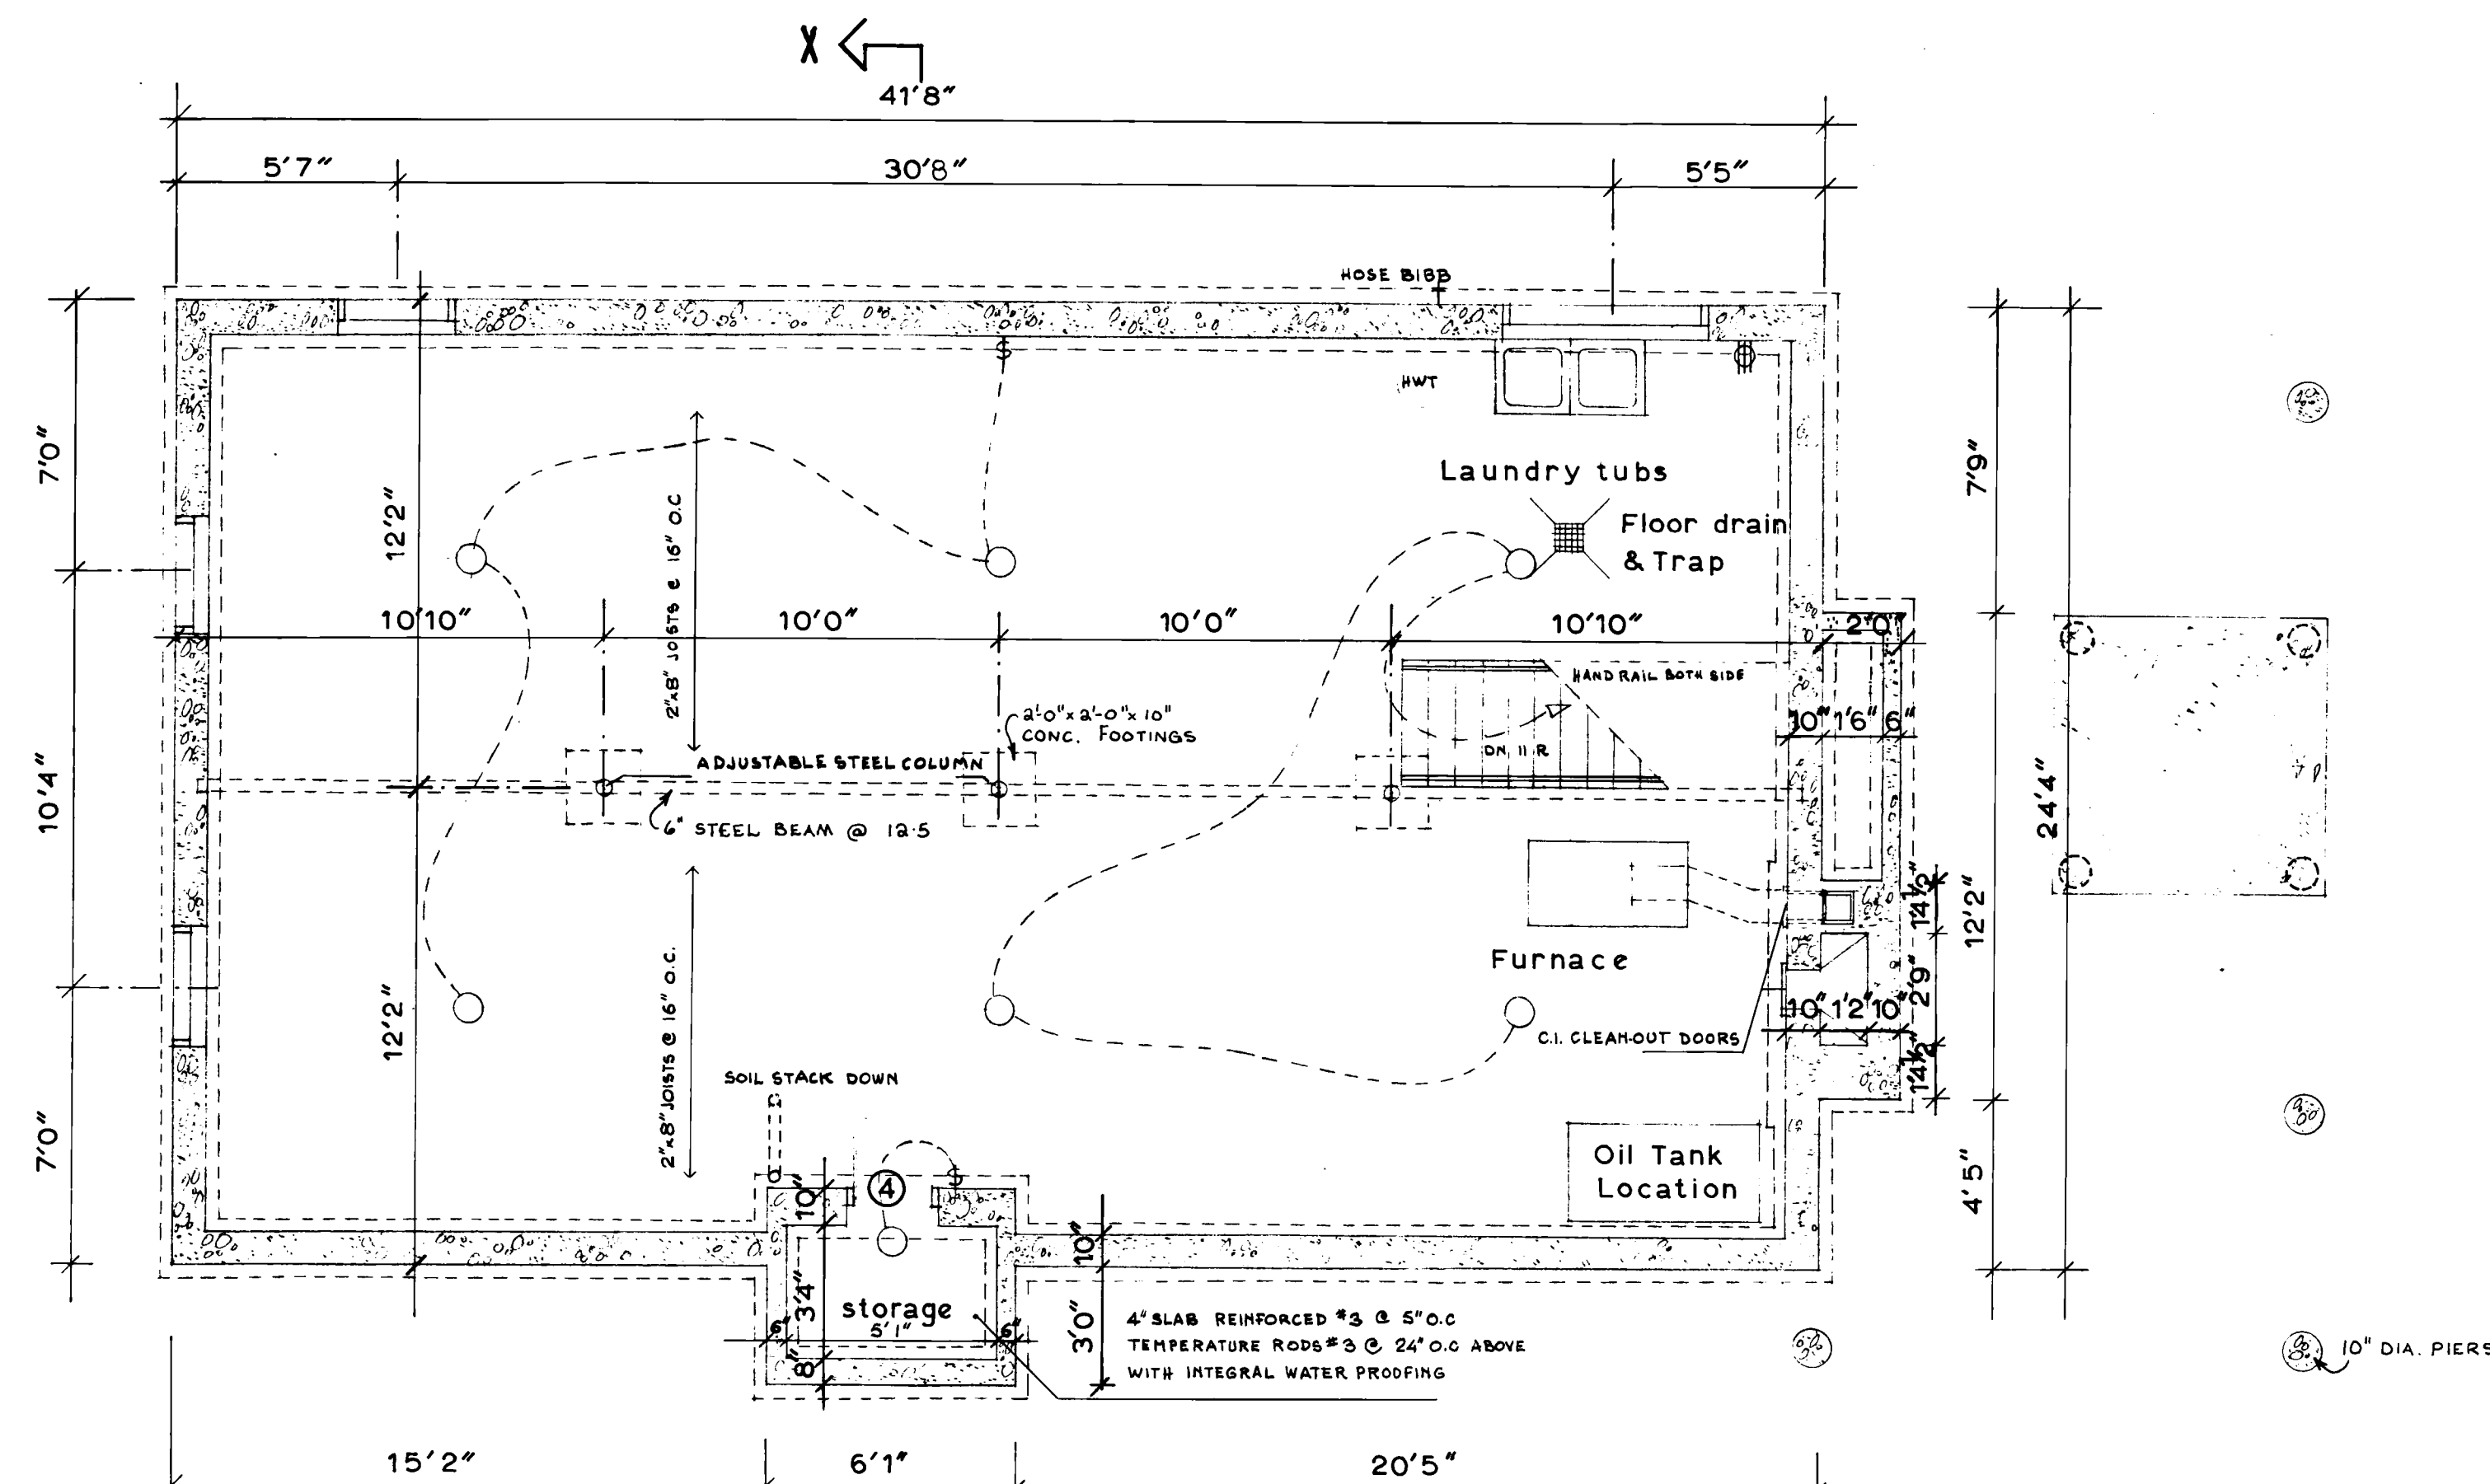 X
41'8"
5'7" 30'8" 5'5"
HOSE BIBB
HWT
7'0"
12'2"
2"x8" JOISTS @ 16" O.C
Laundry tubs
Floor drain
& Trap
7'9"
10'10" 10'0" 10'0" 10'10" 2'0"
HAND RAIL BOTH SIDE
2'-0"x2'-0"x10"
CONC. FOOTINGS
10" 1'6" 6"
DN 11 R
ADJUSTABLE STEEL COLUMN
10'4"
24'4"
6" STEEL BEAM @ 12.5
1'4½"
12'2"
Furnace
12'2"
2"x8" JOISTS @ 16" O.C.
2'9"
10" 1'2" 10"
C.I. CLEAN-OUT DOORS
1'4½"
SOIL STACK DOWN
7'0"
Oil Tank
Location
4'5"
$
$
4
10"
10"
3'4"
storage
5'1"
6" 6"
8"
3'0"
4" SLAB REINFORCED #3 @ 5" O.C
TEMPERATURE RODS #3 @ 24" O.C ABOVE
WITH INTEGRAL WATER PROOFING
10" DIA. PIERS
15'2" 6'1" 20'5"